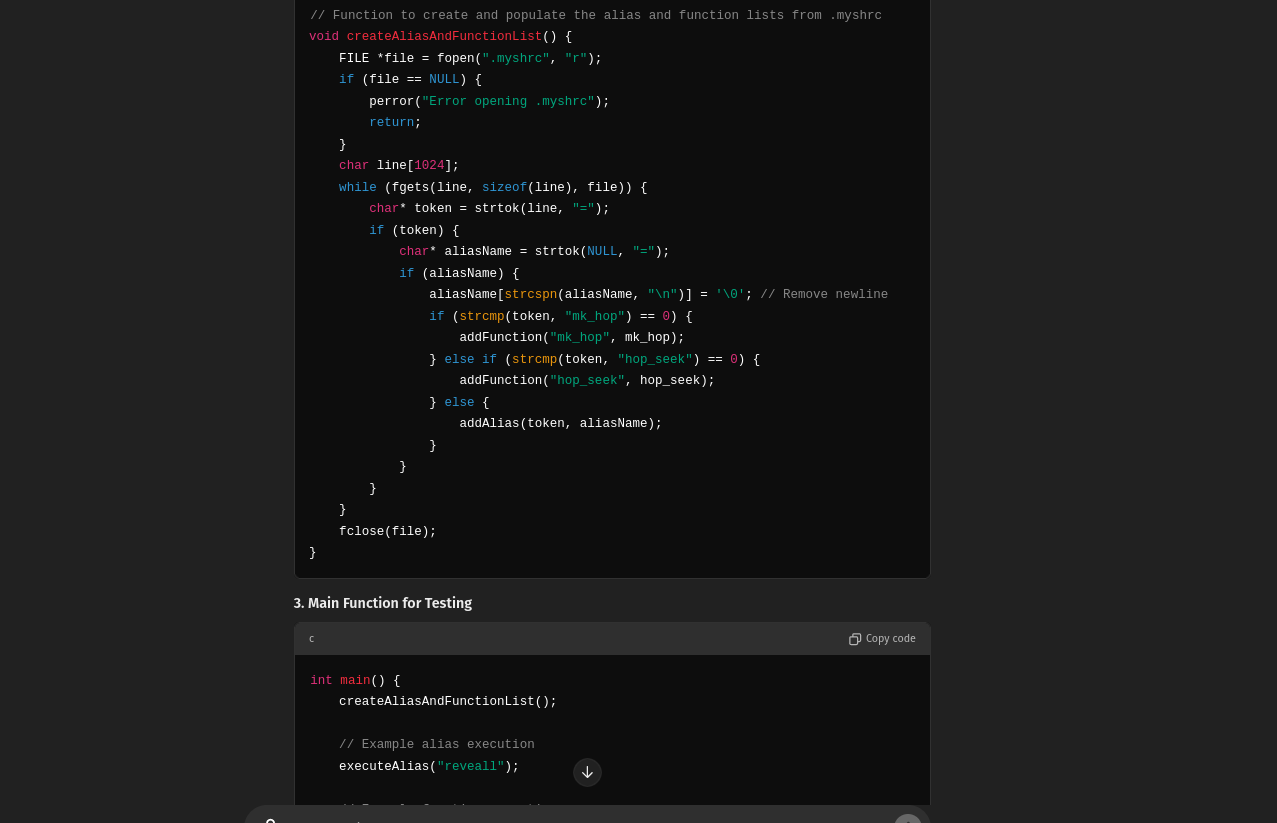 // Function to create and populate the alias and function lists from .myshrc
void createAliasAndFunctionList() {
    FILE *file = fopen(".myshrc", "r");
    if (file == NULL) {
        perror("Error opening .myshrc");
        return;
    }
    char line[1024];
    while (fgets(line, sizeof(line), file)) {
        char* token = strtok(line, "=");
        if (token) {
            char* aliasName = strtok(NULL, "=");
            if (aliasName) {
                aliasName[strcspn(aliasName, "\n")] = '\0'; // Remove newline
                if (strcmp(token, "mk_hop") == 0) {
                    addFunction("mk_hop", mk_hop);
                } else if (strcmp(token, "hop_seek") == 0) {
                    addFunction("hop_seek", hop_seek);
                } else {
                    addAlias(token, aliasName);
                }
            }
        }
    }
    fclose(file);
}
3. Main Function for Testing
c
Copy code
int main() {
    createAliasAndFunctionList();
    // Example alias execution
    executeAlias("reveall");